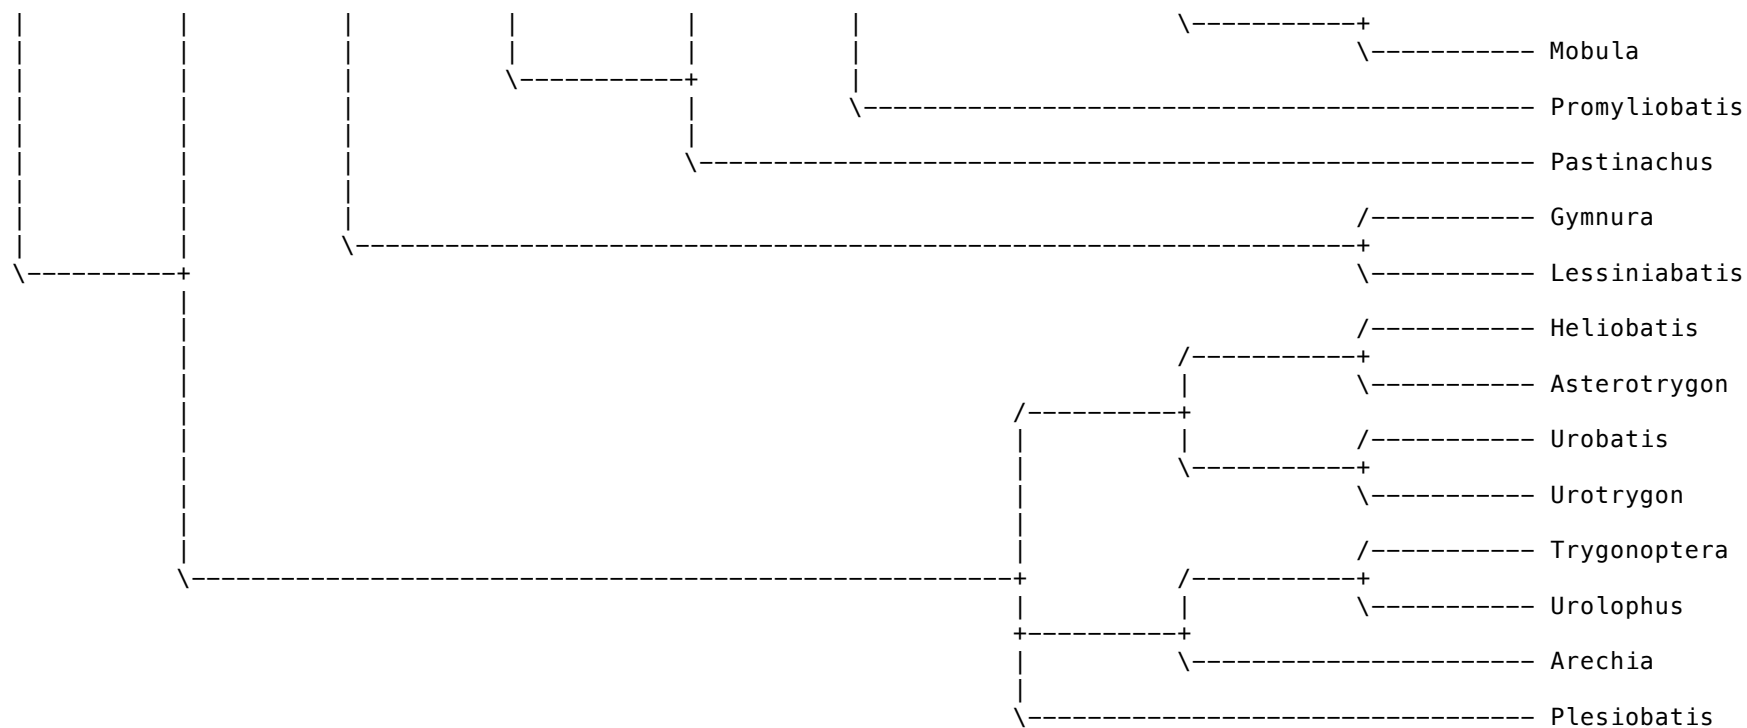 Mobula
Promyliobatis
Pastinachus
Gymnura
Lessiniabatis
Heliobatis
Asterotrygon
Urobatis
Urotrygon
Trygonoptera
Urolophus
Arechia
Plesiobatis